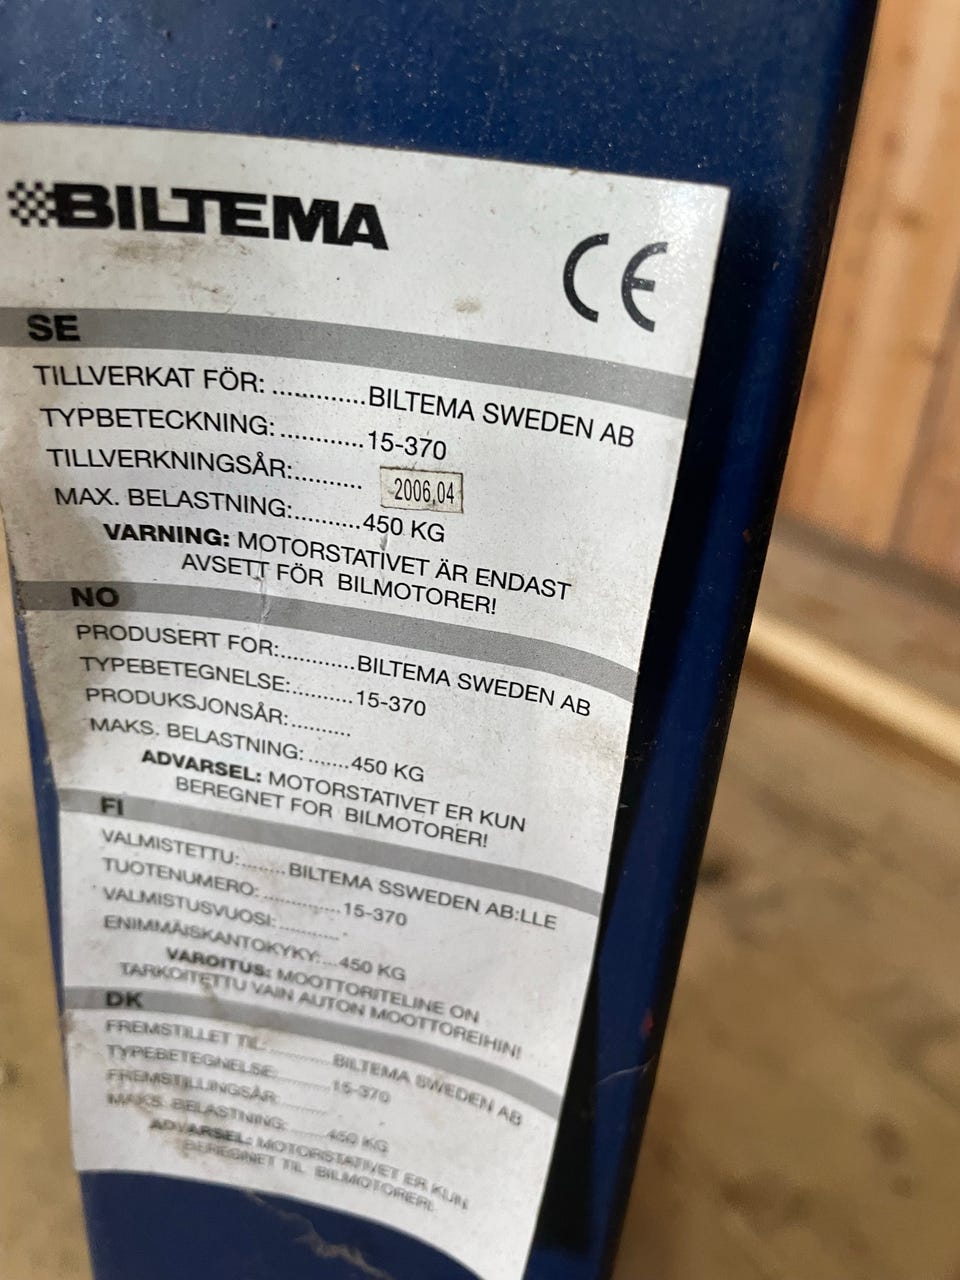 BILTEMA
CE
SE
TILLVERKAT FÖR: .............BILTEMA SWEDEN AB
TYPBETECKNING:............15-370
TILLVERKNINGSÅR:.......... 2006,04
MAX. BELASTNING:..........450 KG
VARNING: MOTORSTATIVET ÄR ENDAST
AVSETT FÖR BILMOTORER!
NO
PRODUSERT FOR:...........BILTEMA SWEDEN AB
TYPEBETEGNELSE:.........15-370
PRODUKSJONSÅR:..........
MAKS. BELASTNING: .......450 KG
ADVARSEL: MOTORSTATIVET ER KUN
BEREGNET FOR BILMOTORER!
FI
VALMISTETTU:........BILTEMA SSWEDEN AB:LLE
TUOTENUMERO:..............15-370
VALMISTUSVUOSI:...........
ENIMMÄISKANTOKYKY:...450 KG
VAROITUS: MOOTTORITELINE ON
TARKOITETTU VAIN AUTON MOOTTOREIHIN!
DK
FREMSTILLET TIL:...........BILTEMA SWEDEN AB
TYPEBETEGNELSE:..........15-370
FREMSTILLINGSÅR:.........
MAKS. BELASTNING:........450 KG
ADVARSEL: MOTORSTATIVET ER KUN
BEREGNET TIL BILMOTORER!